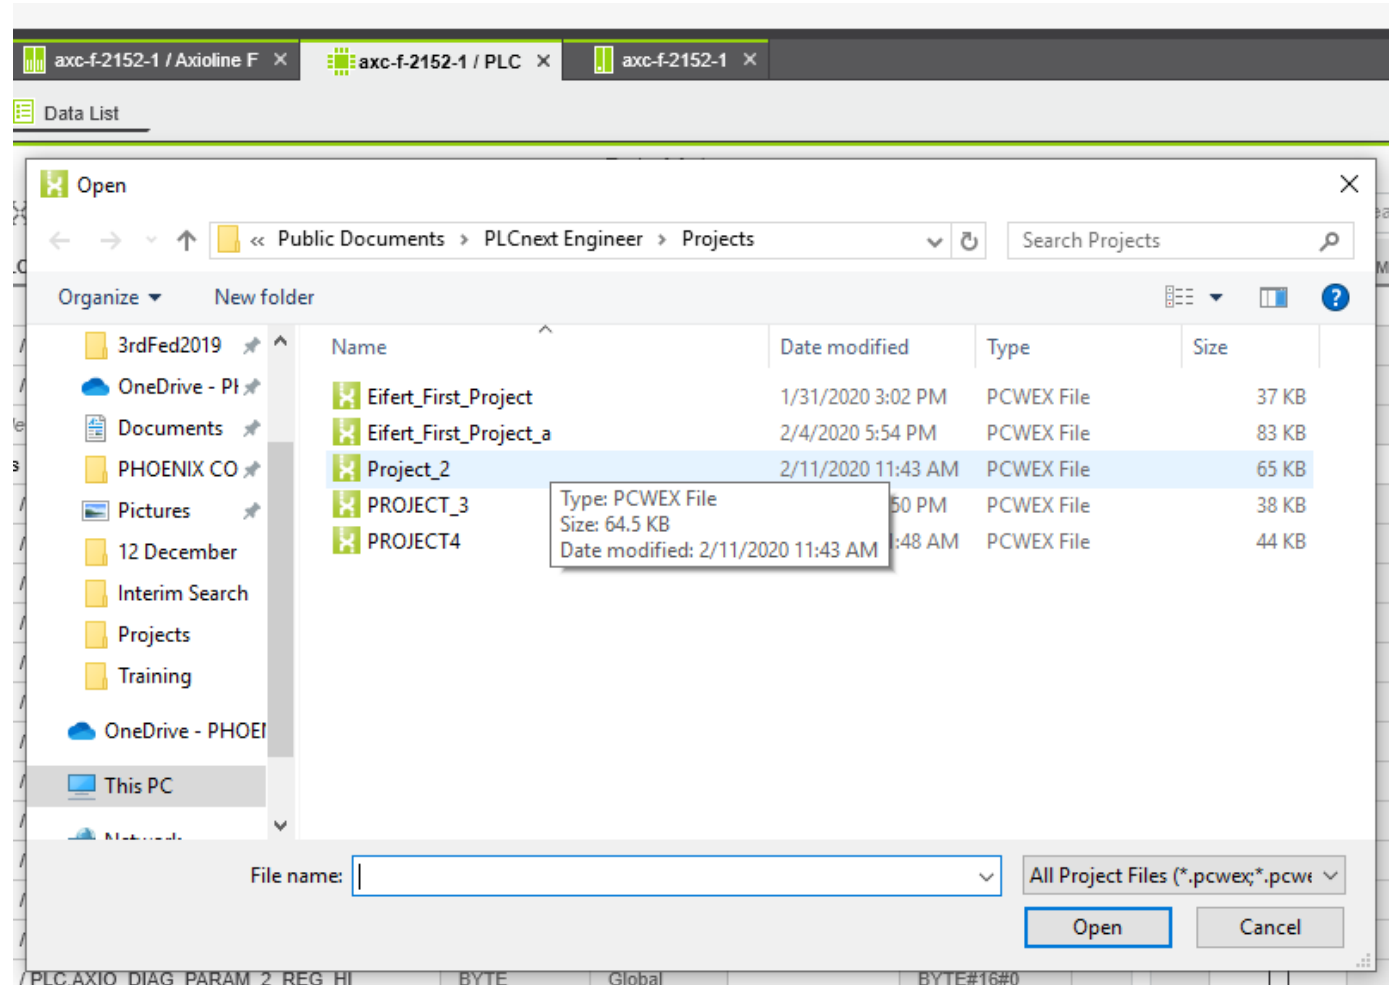 axc-f-2152-1 / Axioline F
axc-f-2152-1 / PLC
axc-f-2152-1
Data List
Open
« Public Documents > PLCnext Engineer > Projects
Search Projects
Organize
New folder
3rdFed2019
OneDrive - PH
Documents
PHOENIX CO
Pictures
12 December
Interim Search
Projects
Training
OneDrive - PHOEN
This PC
Network
Name Date modified Type Size
Eifert_First_Project 1/31/2020 3:02 PM PCWEX File 37 KB
Eifert_First_Project_a 2/4/2020 5:54 PM PCWEX File 83 KB
Project_2 2/11/2020 11:43 AM PCWEX File 65 KB
PROJECT_3 :50 PM PCWEX File 38 KB
PROJECT4 1:48 AM PCWEX File 44 KB
Type: PCWEX File
Size: 64.5 KB
Date modified: 2/11/2020 11:43 AM
File name:
All Project Files (*.pcwex;*.pcwe
Open
Cancel
/ PLC.AXIO_DIAG_PARAM_2_REG_HI BYTE Global BYTE#16#0